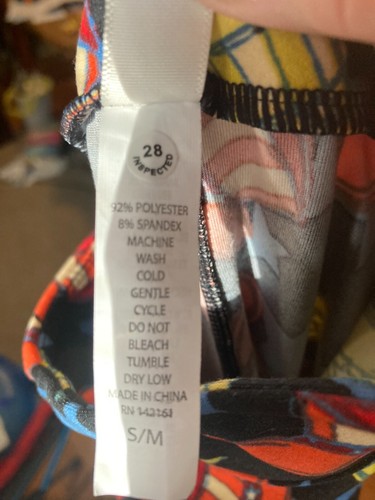 28
INSPECTED
92% POLYESTER
8% SPANDEX
MACHINE
WASH
COLD
GENTLE
CYCLE
DO NOT
BLEACH
TUMBLE
DRY LOW
MADE IN CHINA
RN
S/M